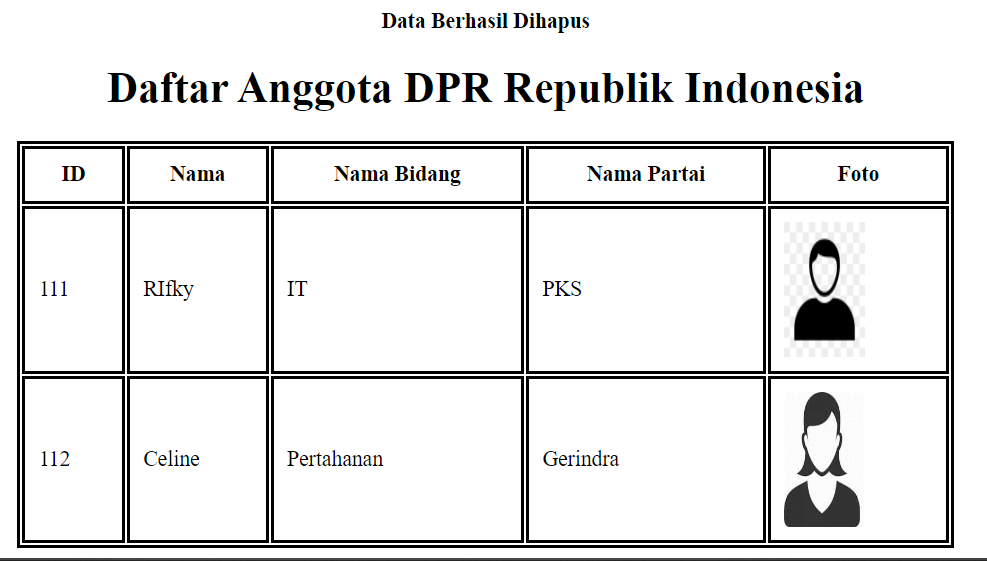 Data Berhasil Dihapus
Daftar Anggota DPR Republik Indonesia
ID Nama Nama Bidang Nama Partai Foto
111 RIfky IT PKS
112 Celine Pertahanan Gerindra